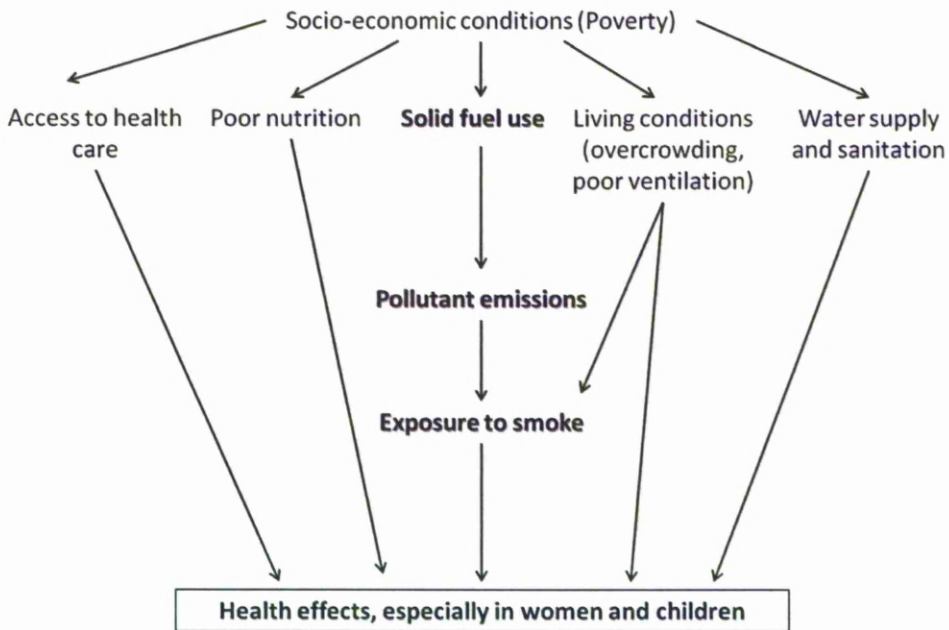 Socio-economic conditions (Poverty)
Access to health
care
Poor nutrition
Solid fuel use
Living conditions
(overcrowding,
poor ventilation)
Water supply
and sanitation
Pollutant emissions
Exposure to smoke
Health effects, especially in women and children